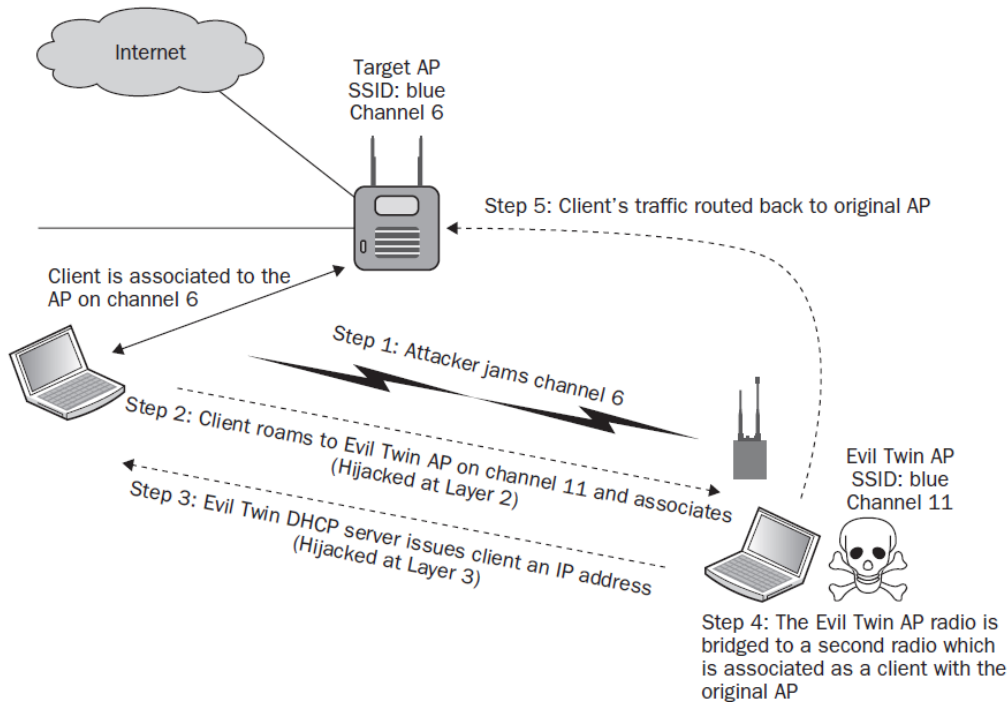 Internet
Target AP
SSID: blue
Channel 6
Step 5: Client's traffic routed back to original AP
Client is associated to the
AP on channel 6
Step 1: Attacker jams channel 6
Step 2: Client roams to Evil Twin AP on channel 11 and associates
(Hijacked at Layer 2)
Step 3: Evil Twin DHCP server issues client an IP address
(Hijacked at Layer 3)
Evil Twin AP
SSID: blue
Channel 11
Step 4: The Evil Twin AP radio is
bridged to a second radio which
is associated as a client with the
original AP